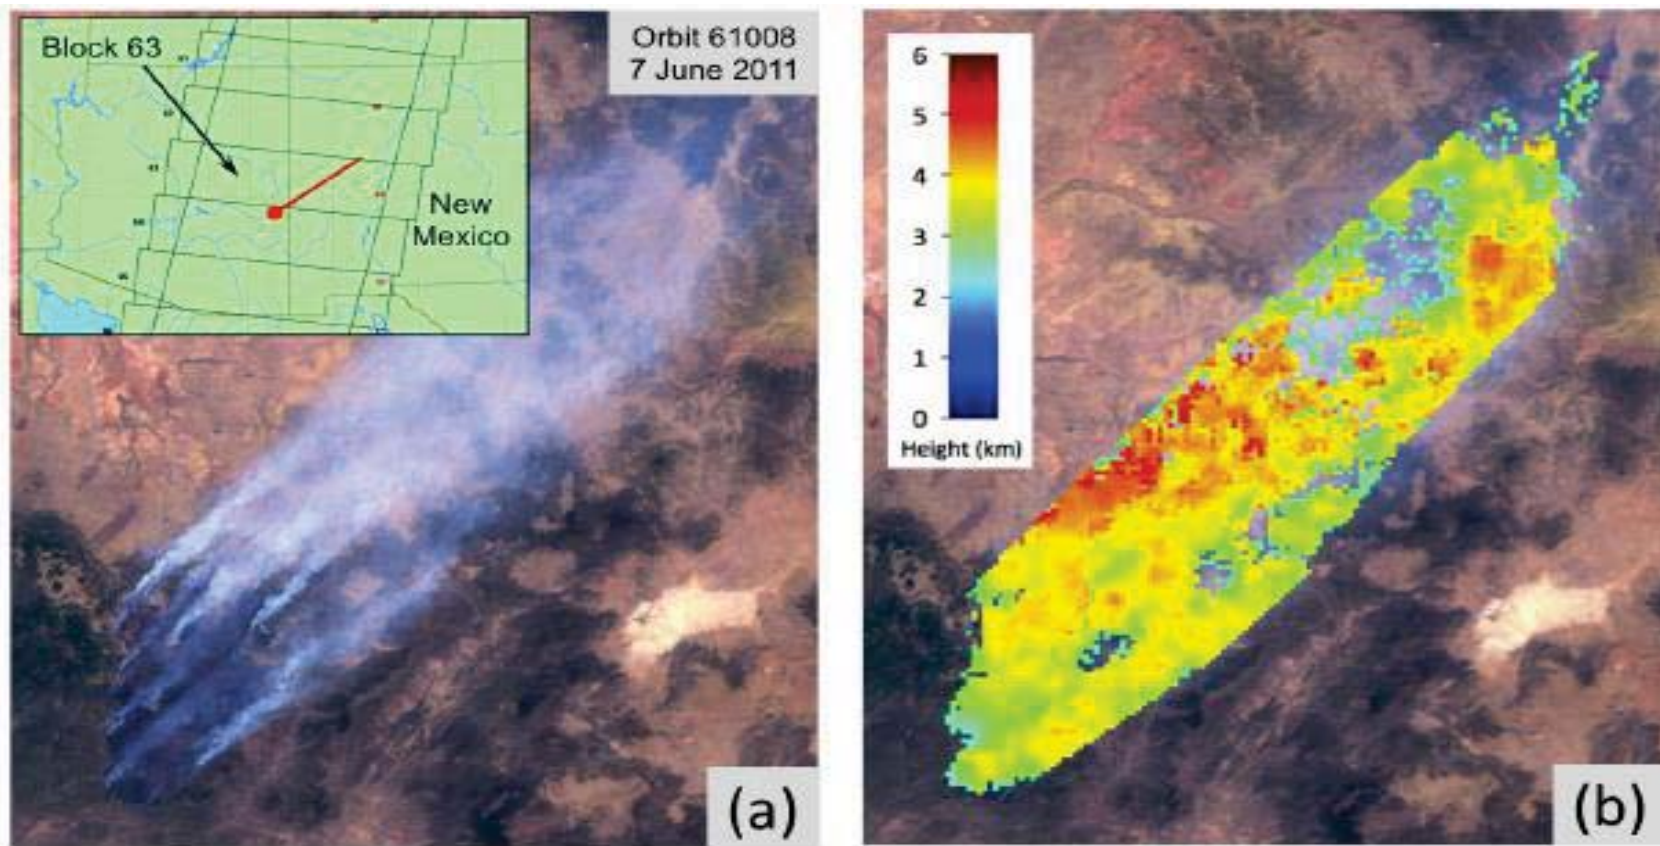 Block 63
Orbit 61008
7 June 2011
New
Mexico
(a)
6
5
4
3
2
1
0
Height (km)
(b)